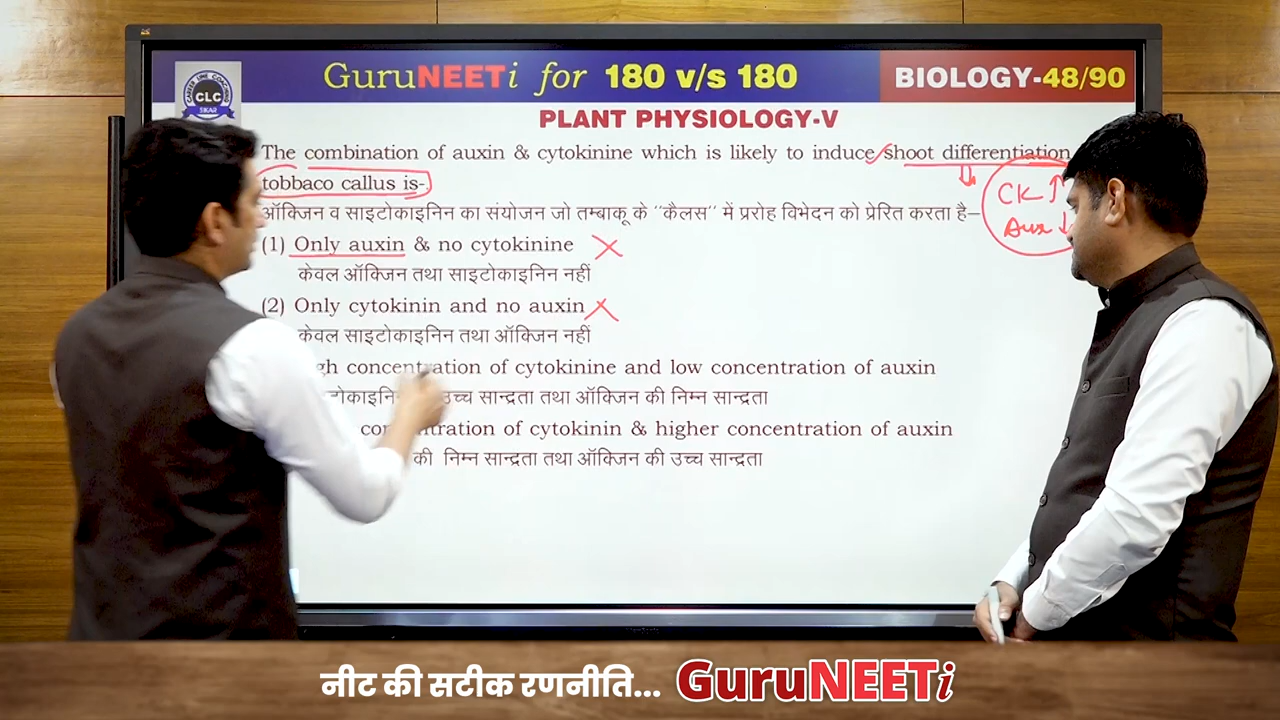 GuruNEETi for 180 v/s 180
BIOLOGY-48/90
CLC
SIKAR
PLANT PHYSIOLOGY-V
The combination of auxin & cytokinine which is likely to induce shoot differentiation
tobbaco callus is-
CK ↑
Aux ↓
ऑक्जिन व साइटोकाइनिन का संयोजन जो तम्बाकू के "कैलस" में प्ररोह विभेदन को प्रेरित करता है–
(1) Only auxin & no cytokinine
केवल ऑक्जिन तथा साइटोकाइनिन नहीं
(2) Only cytokinin and no auxin
केवल साइटोकाइनिन तथा ऑक्जिन नहीं
concentration of cytokinine and low concentration of auxin
उच्च सान्द्रता तथा ऑक्जिन की निम्न सान्द्रता
of cytokinin & higher concentration of auxin
की निम्न सान्द्रता तथा ऑक्जिन की उच्च सान्द्रता
नीट की सटीक रणनीति... GuruNEETi